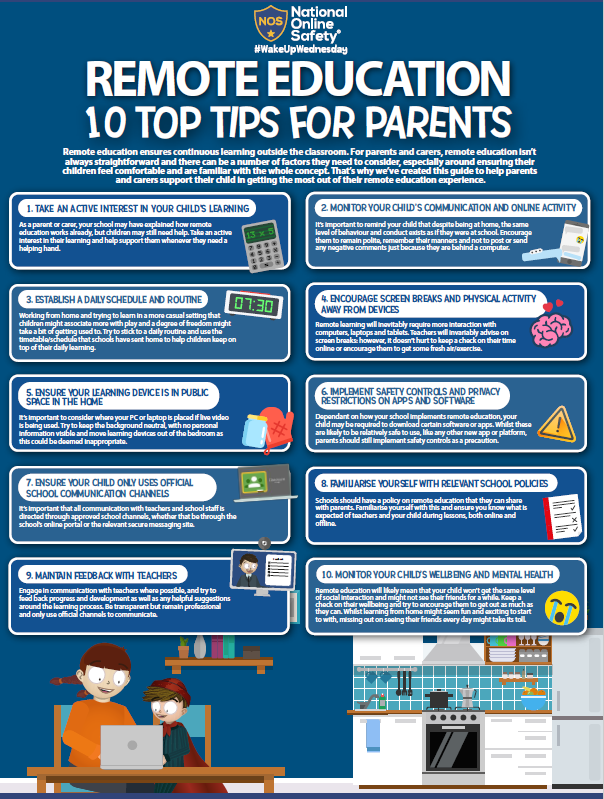 NOS
National
Online
Safety®
#WakeUpWednesday
REMOTE EDUCATION
10 TOP TIPS FOR PARENTS
Remote education ensures continuous learning outside the classroom. For parents and carers, remote education isn't
always straightforward and there can be a number of factors they need to consider, especially around ensuring their
children feel comfortable and are familiar with the whole concept. That's why we've created this guide to help parents
and carers support their child in getting the most out of their remote education experience.
1. TAKE AN ACTIVE INTEREST IN YOUR CHILD'S LEARNING
As a parent or carer, your school may have explained how remote
education works already, but children may still need help. Take an active
interest in their learning and help support them whenever they need a
helping hand.
13 x 5
2. MONITOR YOUR CHILD'S COMMUNICATION AND ONLINE ACTIVITY
It's important to remind your child that despite being at home, the same
level of behaviour and conduct exists as if they were at school. Encourage
them to remain polite, remember their manners and not to post or send
any negative comments just because they are behind a computer.
3. ESTABLISH A DAILY SCHEDULE AND ROUTINE
Working from home and trying to learn in a more casual setting that
children might associate more with play and a degree of freedom might
take a bit of getting used to. Try to stick to a daily routine and use the
timetable/schedule that schools have sent home to help children keep on
top of their daily learning.
07:30
4. ENCOURAGE SCREEN BREAKS AND PHYSICAL ACTIVITY
AWAY FROM DEVICES
Remote learning will inevitably require more interaction with
computers, laptops and tablets. Teachers will invariably advise on
screen breaks: however, it doesn't hurt to keep a check on their time
online or encourage them to get some fresh air/exercise.
5. ENSURE YOUR LEARNING DEVICE IS IN PUBLIC
SPACE IN THE HOME
It's important to consider where your PC or laptop is placed if live video
is being used. Try to keep the background neutral, with no personal
information visible and move learning devices out of the bedroom as
this could be deemed inappropriate.
6. IMPLEMENT SAFETY CONTROLS AND PRIVACY
RESTRICTIONS ON APPS AND SOFTWARE
Dependant on how your school implements remote education, your
child may be required to download certain software or apps. Whilst these
are likely to be relatively safe to use, like any other new app or platform,
parents should still implement safety controls as a precaution.
7. ENSURE YOUR CHILD ONLY USES OFFICIAL
SCHOOL COMMUNICATION CHANNELS
It's important that all communication with teachers and school staff is
directed through approved school channels, whether that be through the
school's online portal or the relevant secure messaging site.
8. FAMILIARISE YOURSELF WITH RELEVANT SCHOOL POLICIES
Schools should have a policy on remote education that they can share
with parents. Familiarise yourself with this and ensure you know what is
expected of teachers and your child during lessons, both online and
offline.
9. MAINTAIN FEEDBACK WITH TEACHERS
Engage in communication with teachers where possible, and try to
feed back progress and development as well as any helpful suggestions
around the learning process. Be transparent but remain professional
and only use official channels to communicate.
10. MONITOR YOUR CHILD'S WELLBEING AND MENTAL HEALTH
Remote education will likely mean that your child won't get the same level
of social interaction and might not see their friends for a while. Keep a
check on their wellbeing and try to encourage them to get out as much as
they can. Whilst learning from home might seem fun and exciting to start
to with, missing out on seeing their friends every day might take its toll.